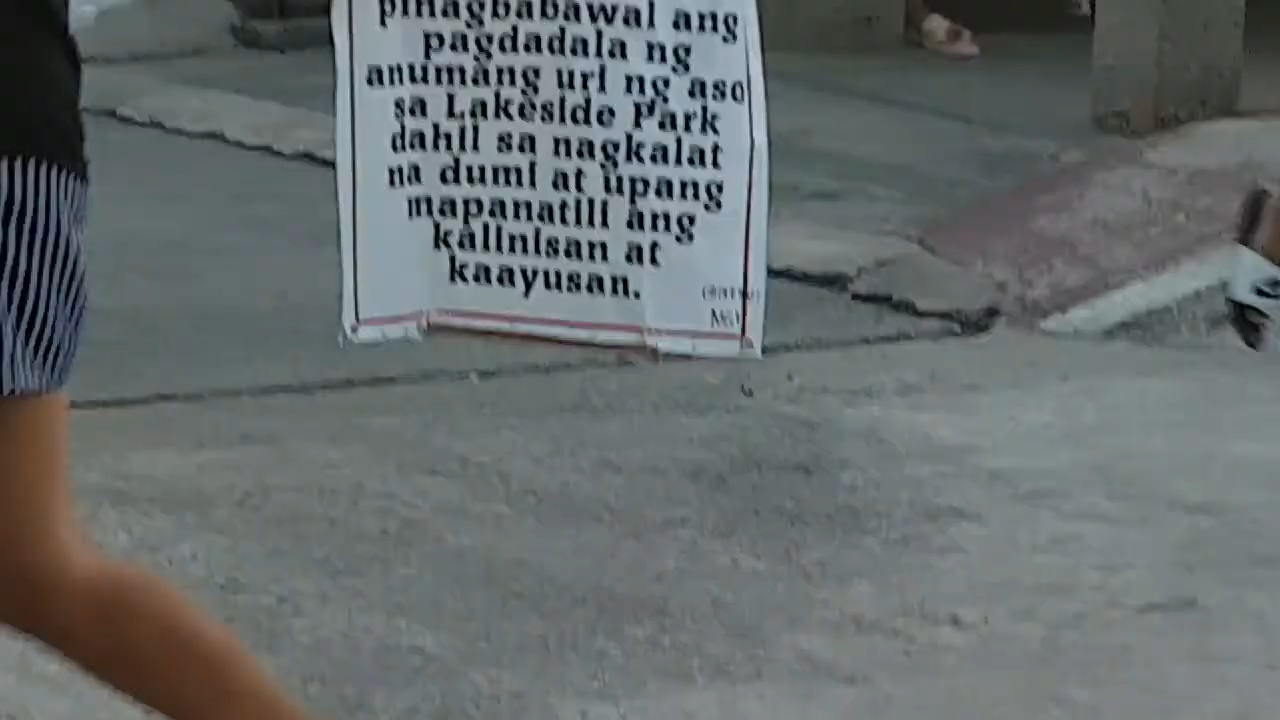 pinagbabawal ang
pagdadala ng
anumang uri ng aso
sa Lakeside Park
dahil sa nagkalat
na dumi at upang
mapanatili ang
kalinisan at
kaayusan.